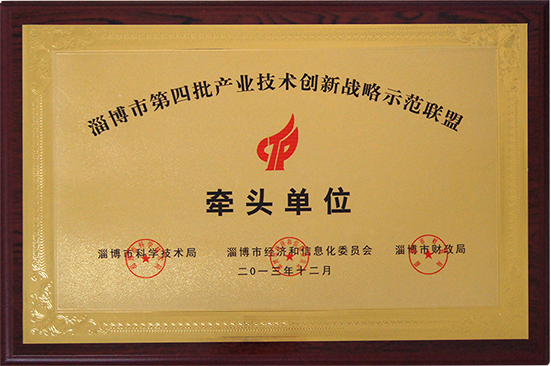 淄博市第四批产业技术创新战略示范联盟
牵头单位
淄博市科学技术局 淄博市经济和信息化委员会 淄博市财政局
二〇一三年十二月